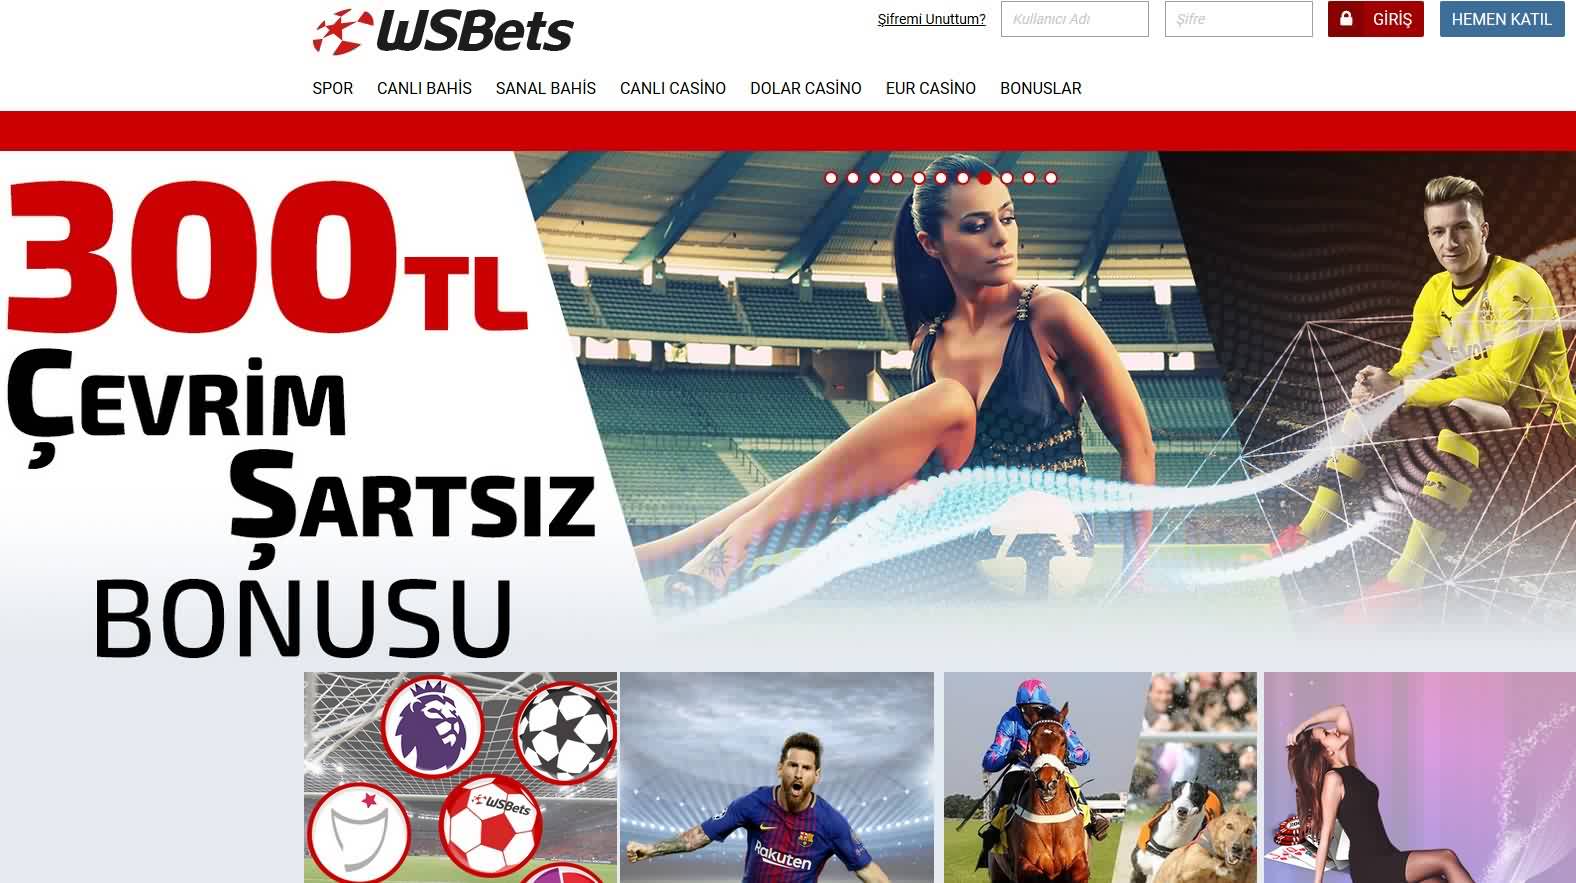 WSBets
Şifremi Unuttum?
Kullanıcı Adı
Şifre
GİRİŞ
HEMEN KATIL
SPOR
CANLI BAHİS
SANAL BAHİS
CANLI CASİNO
DOLAR CASİNO
EUR CASİNO
BONUSLAR
300TL
ÇEVRİM
ŞARTSIZ
BONUSU
WSBets
Rakuten